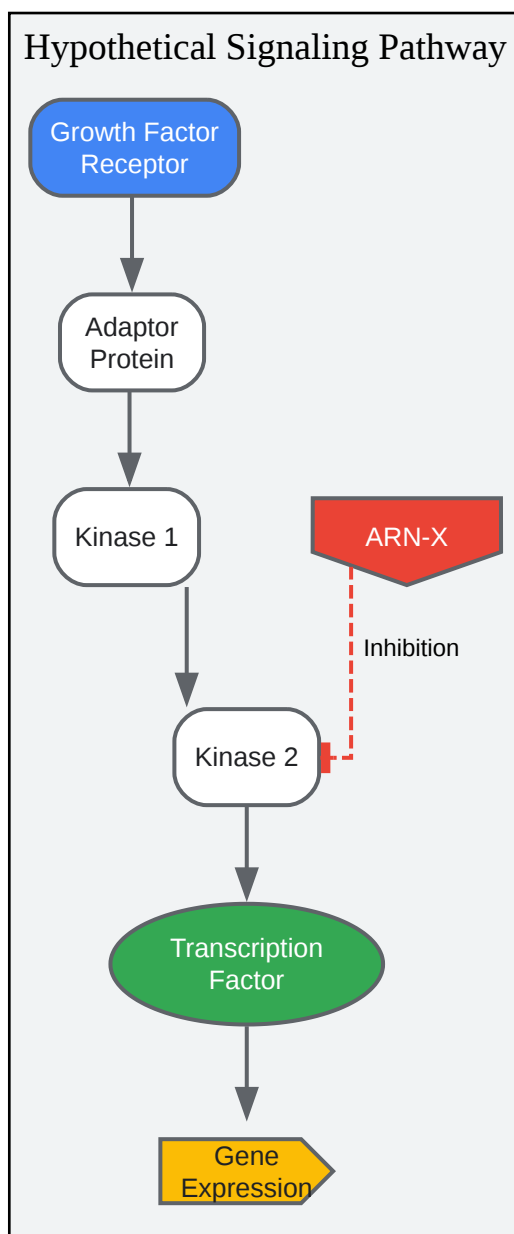 Hypothetical Signaling Pathway
Growth Factor
Receptor
Adaptor
Protein
Kinase 1
ARN-X
Inhibition
Kinase 2
Transcription
Factor
Gene
Expression